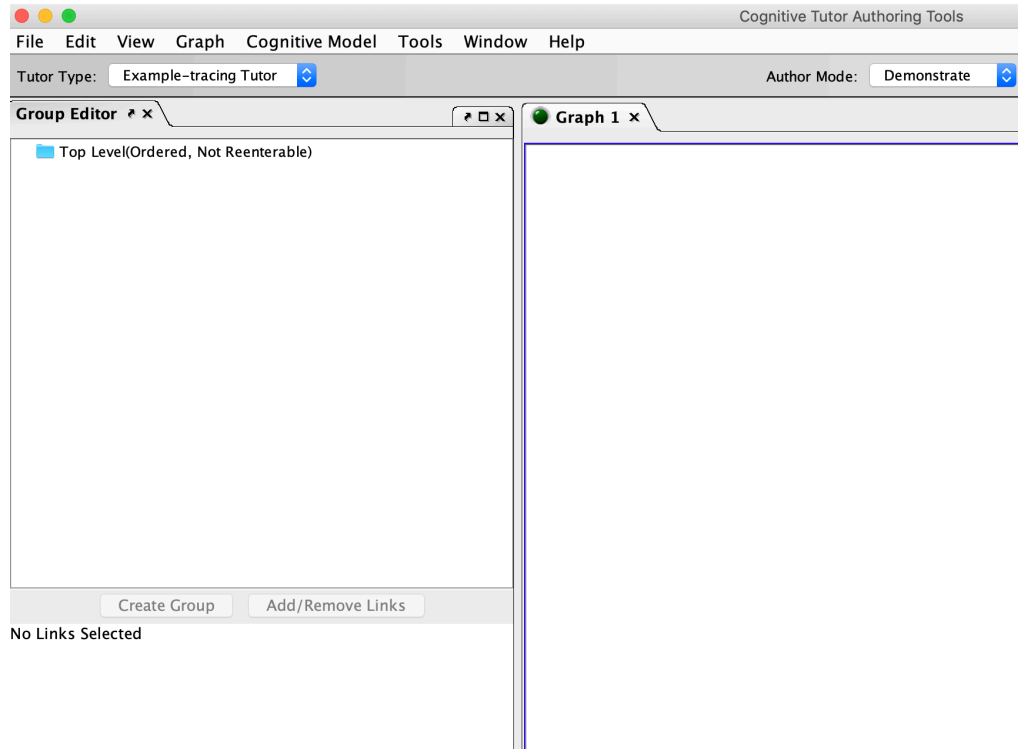 Cognitive Tutor Authoring Tools
File Edit View Graph Cognitive Model Tools Window Help
Tutor Type: Example-tracing Tutor Author Mode: Demonstrate
Group Editor Graph 1
Top Level(Ordered, Not Reenterable)
Create Group Add/Remove Links
No Links Selected